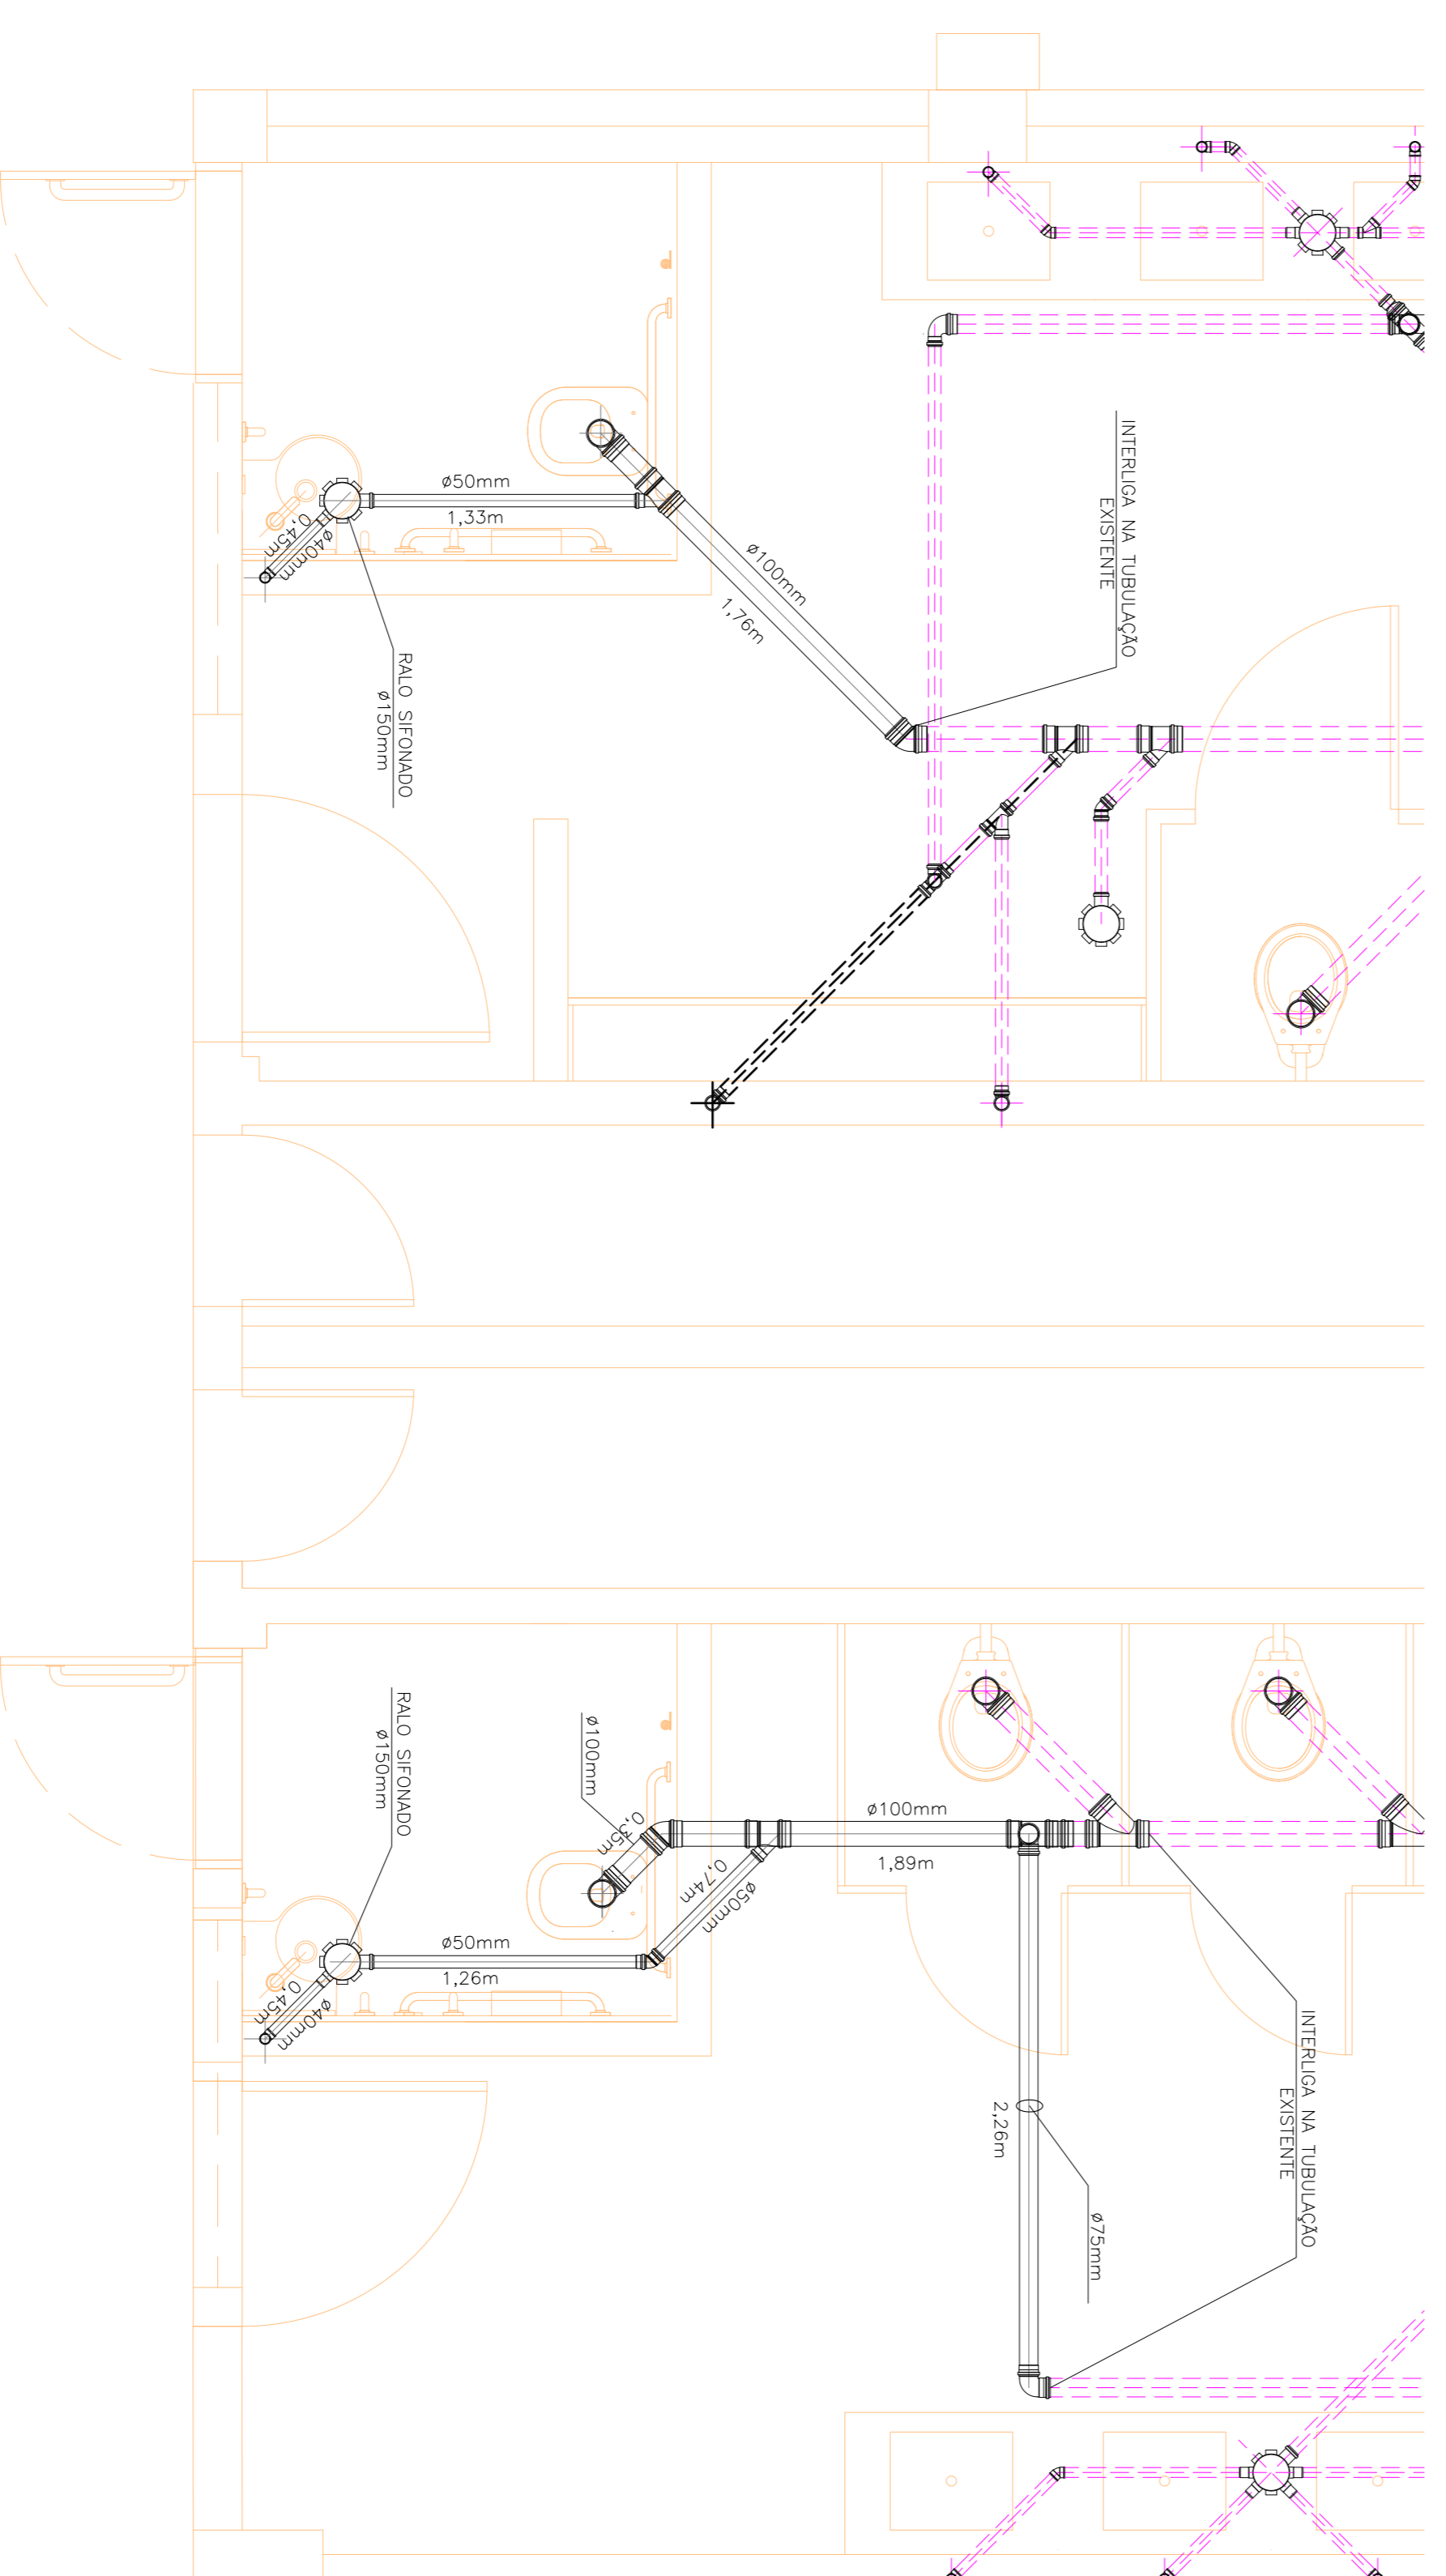 INTERLIGA NA TUBULAÇÃO
EXISTENTE
ø50mm
1,33m
0,45m
ø40mm
ø100mm
1,76m
RALO SIFONADO
ø150mm
RALO SIFONADO
ø150mm
ø100mm
0,35m
ø100mm
1,89m
0,74m
ø50mm
ø50mm
1,26m
0,45m
ø40mm
INTERLIGA NA TUBULAÇÃO
EXISTENTE
2,26m
ø75mm